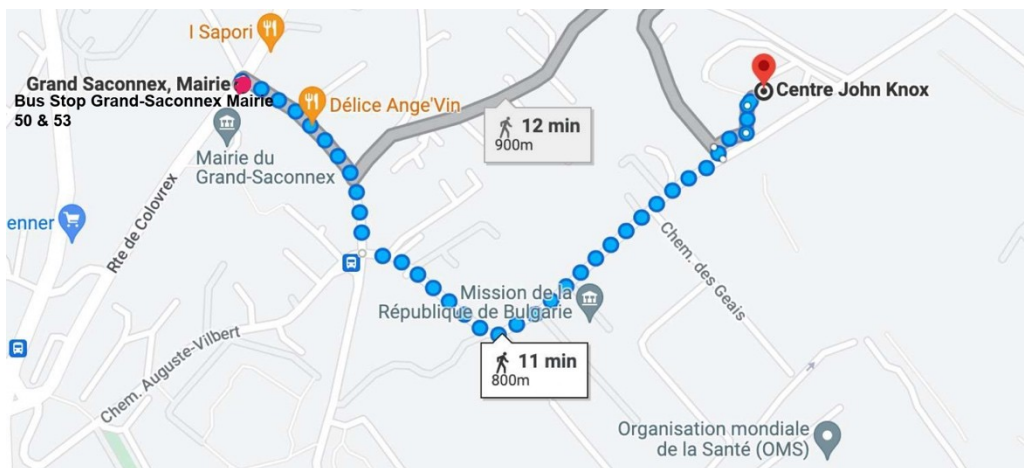 I Sapori
Grand Saconnex, Mairie
Bus Stop Grand-Saconnex Mairie
50 & 53
Délice Ange'Vin
Centre John Knox
12 min
900m
Mairie du
Grand-Saconnex
enner
Rte de Colovrex
Chem. des Geais
Mission de la
République de Bulgarie
Chem. Auguste-Vilbert
11 min
800m
Organisation mondiale
de la Santé (OMS)